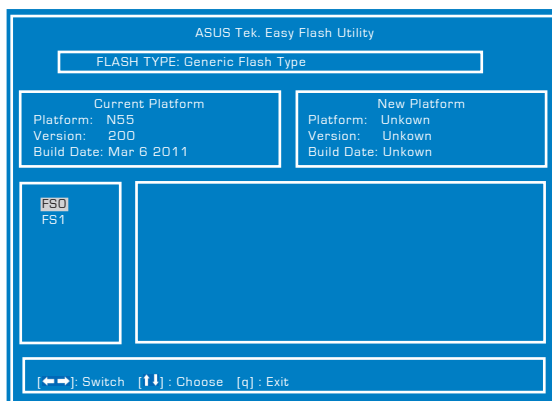 ASUS Tek. Easy Flash Utility
FLASH TYPE: Generic Flash Type
Current Platform
Platform: N55
Version: 200
Build Date: Mar 6 2011
New Platform
Platform: Unkown
Version: Unkown
Build Date: Unkown
FS0
FS1
[←→]: Switch [↑↓] : Choose [q] : Exit